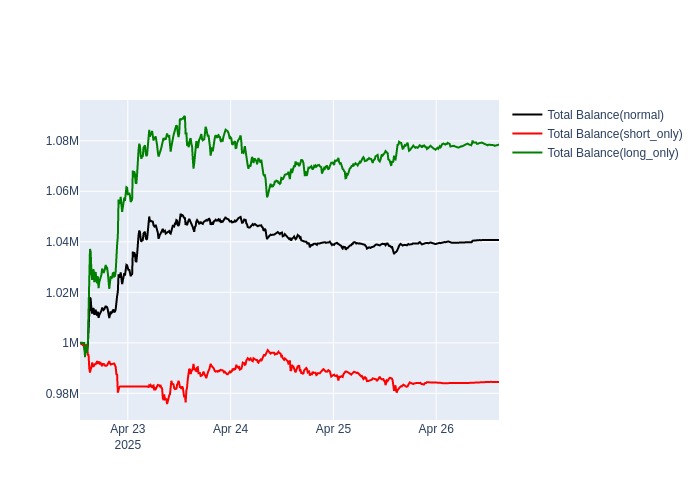 Total Balance(normal)
Total Balance(short_only)
Total Balance(long_only)
1.08M
1.06M
1.04M
1.02M
1M
0.98M
Apr 23
2025
Apr 24
Apr 25
Apr 26